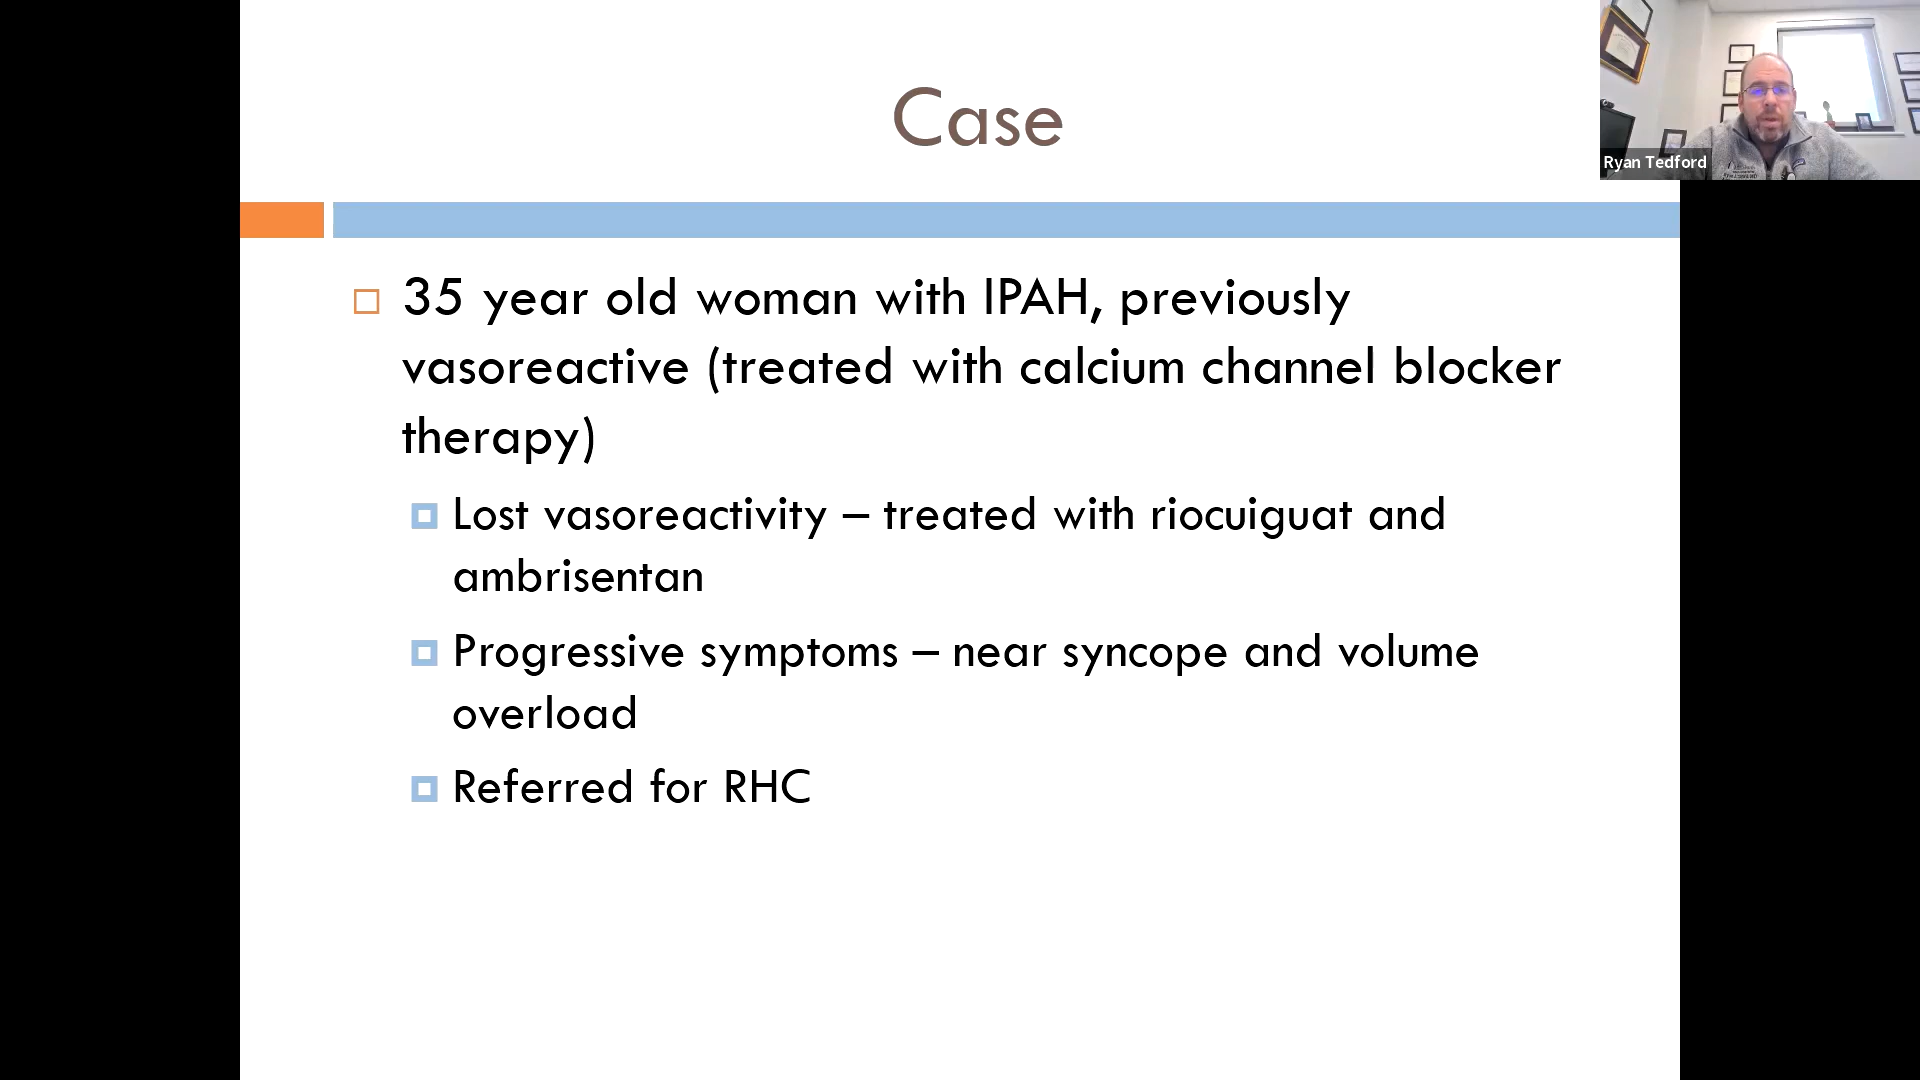 Case
Ryan Tedford
35 year old woman with IPAH, previously
vasoreactive (treated with calcium channel blocker
therapy)
Lost vasoreactivity – treated with riocuiguat and
ambrisentan
Progressive symptoms – near syncope and volume
overload
Referred for RHC